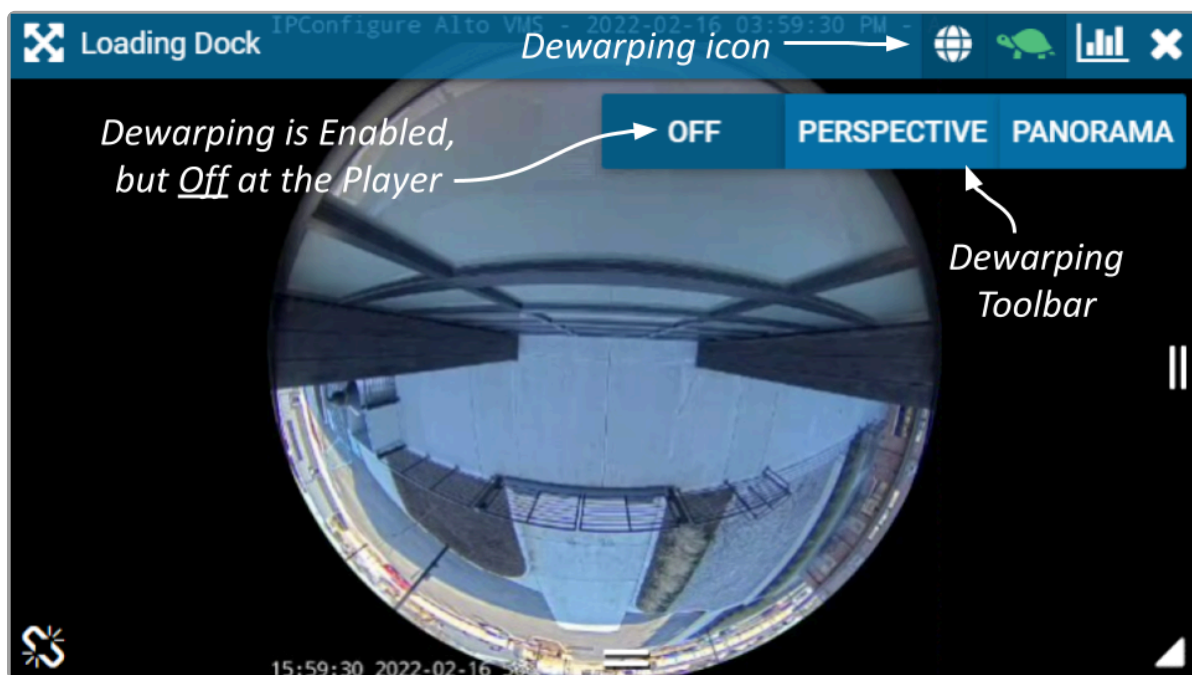 IPConfigure Alto VMS - 2022-02-16 03:59:30 PM -
Loading Dock
Dewarping icon
Dewarping is Enabled,
but Off at the Player
OFF
PERSPECTIVE
PANORAMA
Dewarping
Toolbar
15:59:30 2022-02-16